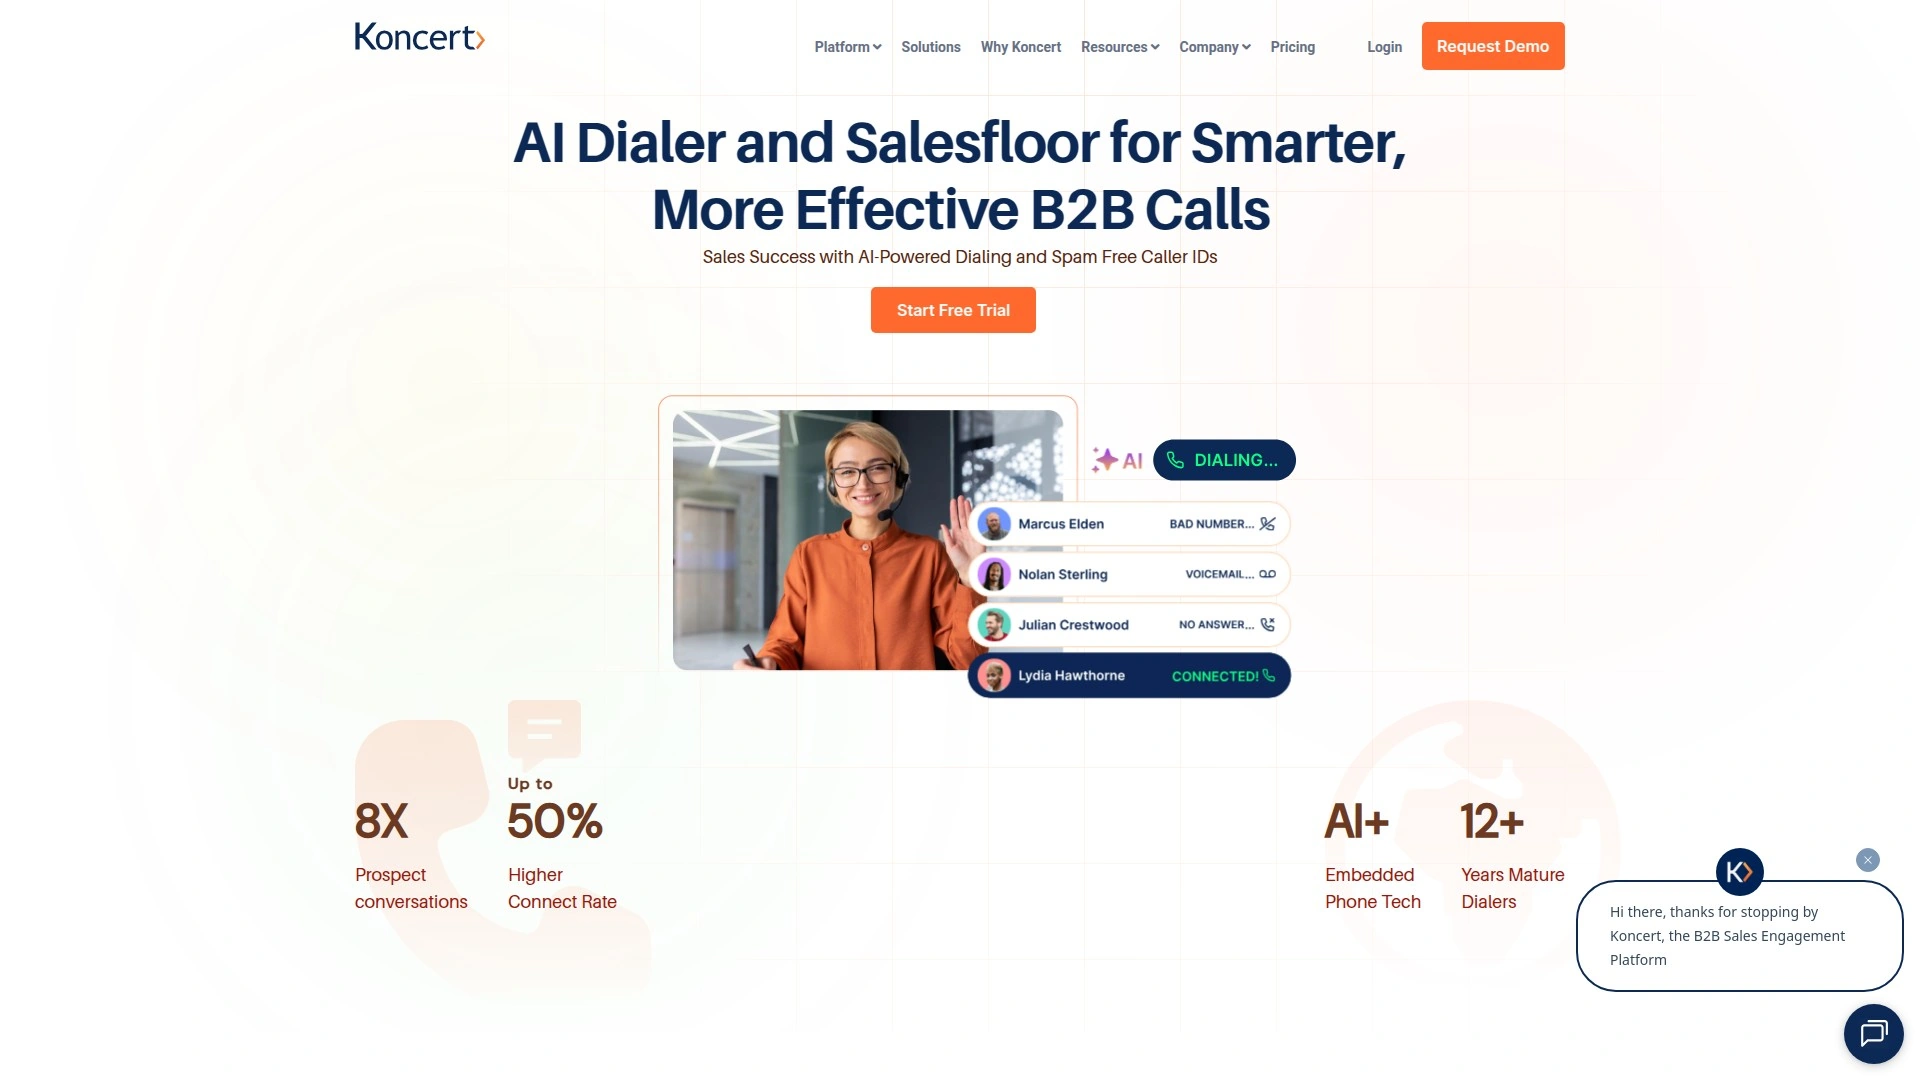 Koncert
Platform
Solutions
Why Koncert
Resources
Company
Pricing
Login
Request Demo
AI Dialer and Salesfloor for Smarter,
More Effective B2B Calls
Sales Success with AI-Powered Dialing and Spam Free Caller IDs
Start Free Trial
AI
DIALING...
Marcus Elden
BAD NUMBER...
Nolan Sterling
VOICEMAIL...
Julian Crestwood
NO ANSWER...
Lydia Hawthorne
CONNECTED!
8X
Prospect
conversations
Up to
50%
Higher
Connect Rate
AI+
Embedded
Phone Tech
12+
Years Mature
Dialers
K
Hi there, thanks for stopping by
Koncert, the B2B Sales Engagement
Platform